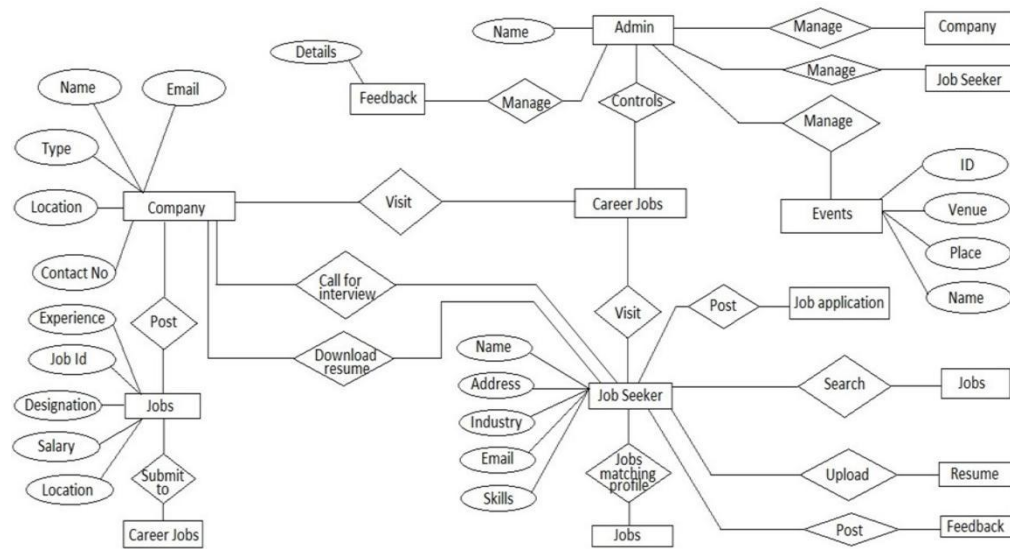 Name
Admin
Manage
Company
Details
Feedback
Manage
Controls
Manage
Job Seeker
Manage
Name
Email
Type
Location
Company
Contact No
Visit
Career Jobs
Events
ID
Venue
Place
Name
Call for
interview
Post
Download
resume
Visit
Post
Job application
Experience
Job Id
Designation
Salary
Location
Jobs
Submit
to
Career Jobs
Name
Address
Industry
Email
Skills
Job Seeker
Search
Jobs
Jobs
matching
profile
Jobs
Upload
Resume
Post
Feedback